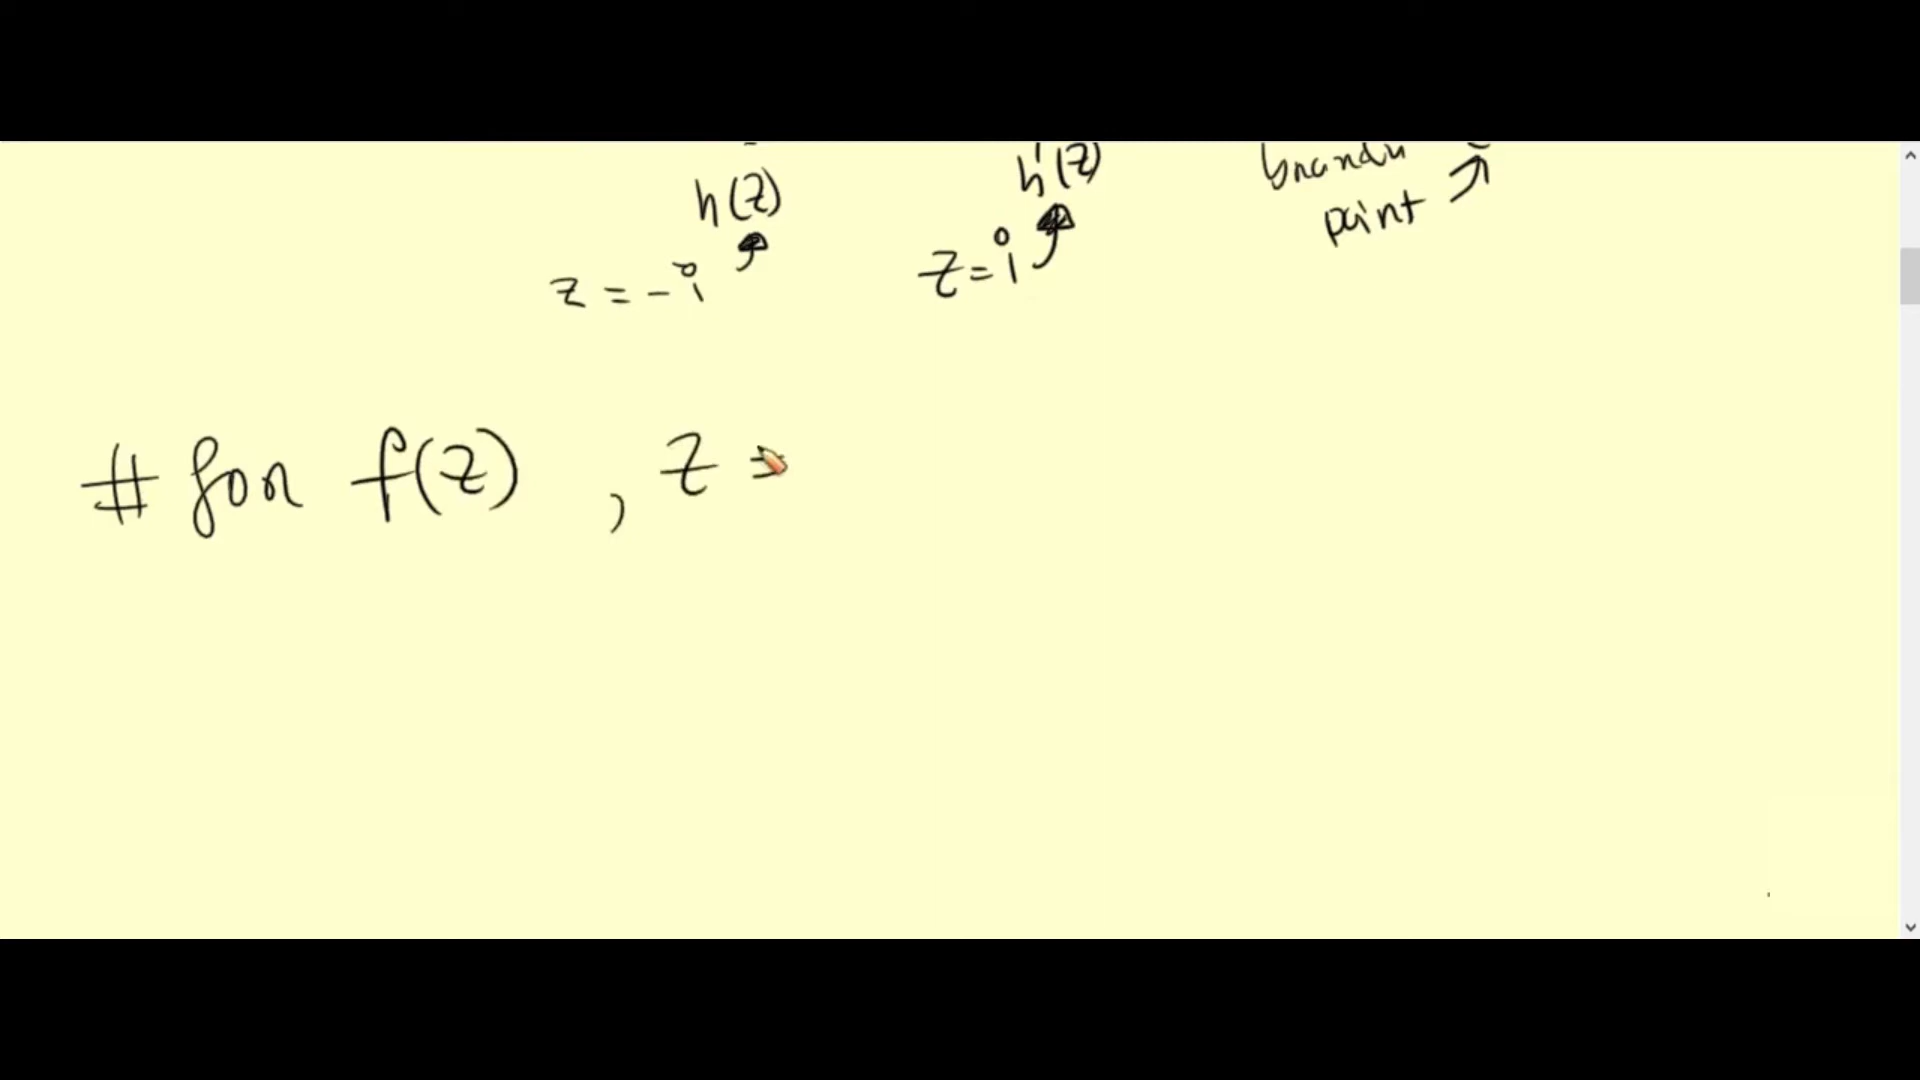 h(z)
h'(z)
branch
point
z = -i
z = i
# for f(z) , z =